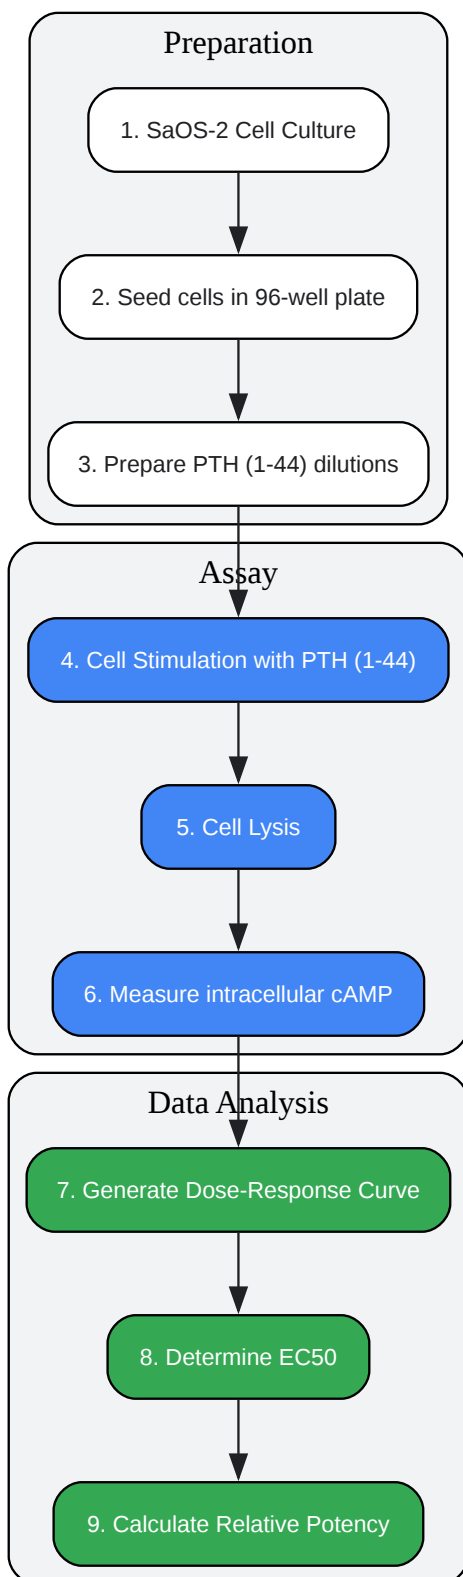 Preparation
1. SaOS-2 Cell Culture
2. Seed cells in 96-well plate
3. Prepare PTH (1-44) dilutions
Assay
4. Cell Stimulation with PTH (1-44)
5. Cell Lysis
6. Measure intracellular cAMP
Data Analysis
7. Generate Dose-Response Curve
8. Determine EC50
9. Calculate Relative Potency